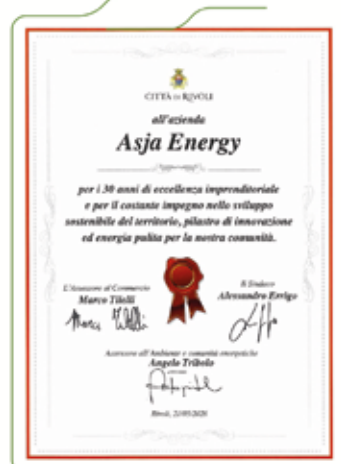 CITTÀ DI RIVOLI
all'azienda
Asja Energy
per i 30 anni di eccellenza imprenditoriale
e per il costante impegno nello sviluppo
sostenibile del territorio, pilastro di innovazione
ed energia pulita per la nostra comunità.
L'Assessore al Commercio
Marco Tilelli
Il Sindaco
Alessandro Errigo
Assessore all'Ambiente e comunità energetiche
Angelo Tribolo
Rivoli,